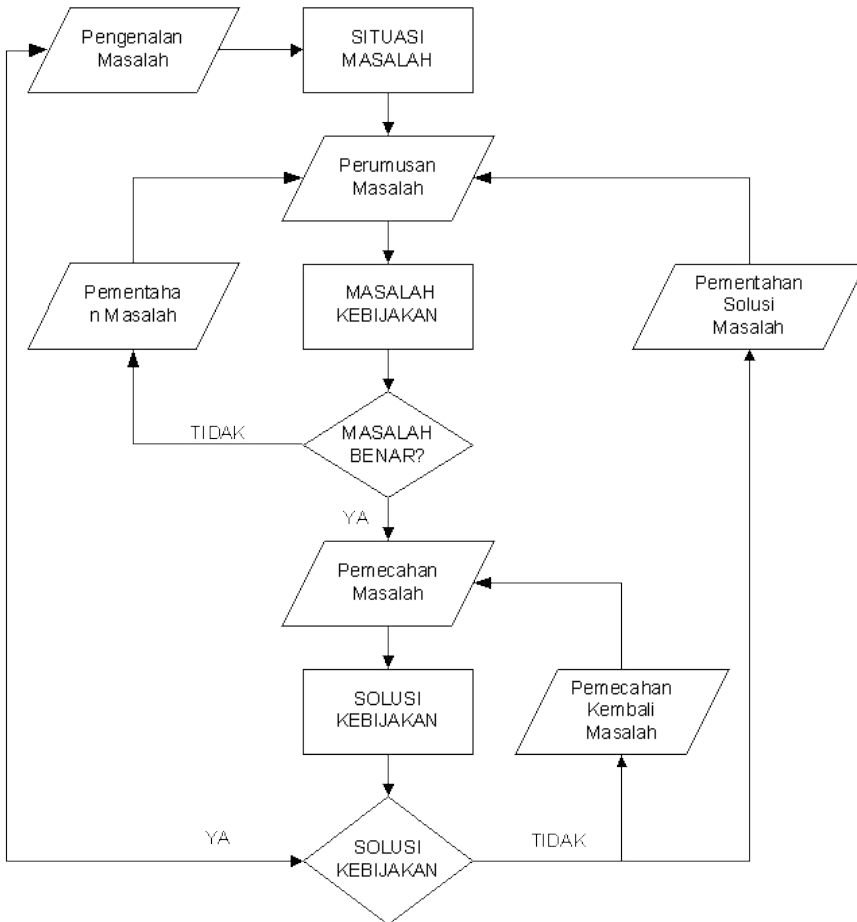 Pengenalan
Masalah
SITUASI
MASALAH
Perumusan
Masalah
Pementaha
n Masalah
MASALAH
KEBIJAKAN
Pementahan
Solusi
Masalah
TIDAK
MASALAH
BENAR?
YA
Pemecahan
Masalah
SOLUSI
KEBIJAKAN
Pemecahan
Kembali
Masalah
YA
SOLUSI
KEBIJAKAN
TIDAK